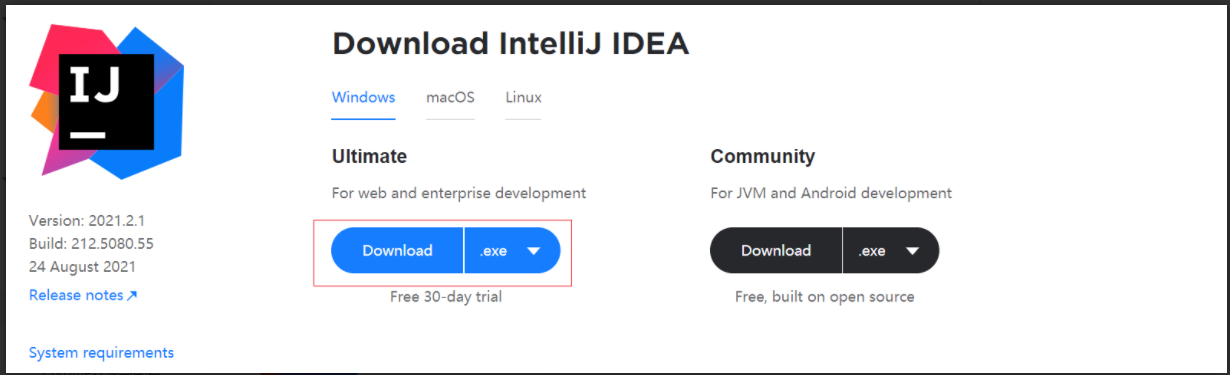 IJ
Download IntelliJ IDEA
Windows macOS Linux
Ultimate
For web and enterprise development
Download .exe
Free 30-day trial
Community
For JVM and Android development
Download .exe
Free, built on open source
Version: 2021.2.1
Build: 212.5080.55
24 August 2021
Release notes ↗
System requirements